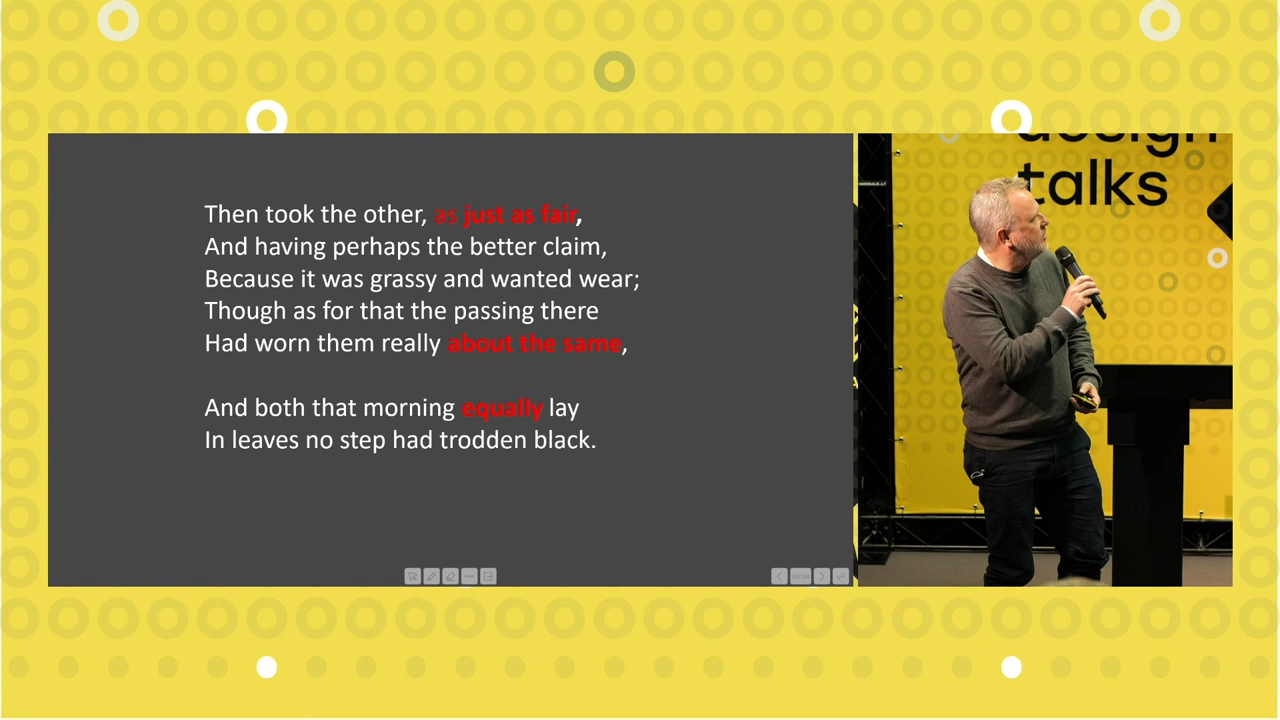 design
talks
Then took the other, as just as fair,
And having perhaps the better claim,
Because it was grassy and wanted wear;
Though as for that the passing there
Had worn them really about the same,
And both that morning equally lay
In leaves no step had trodden black.